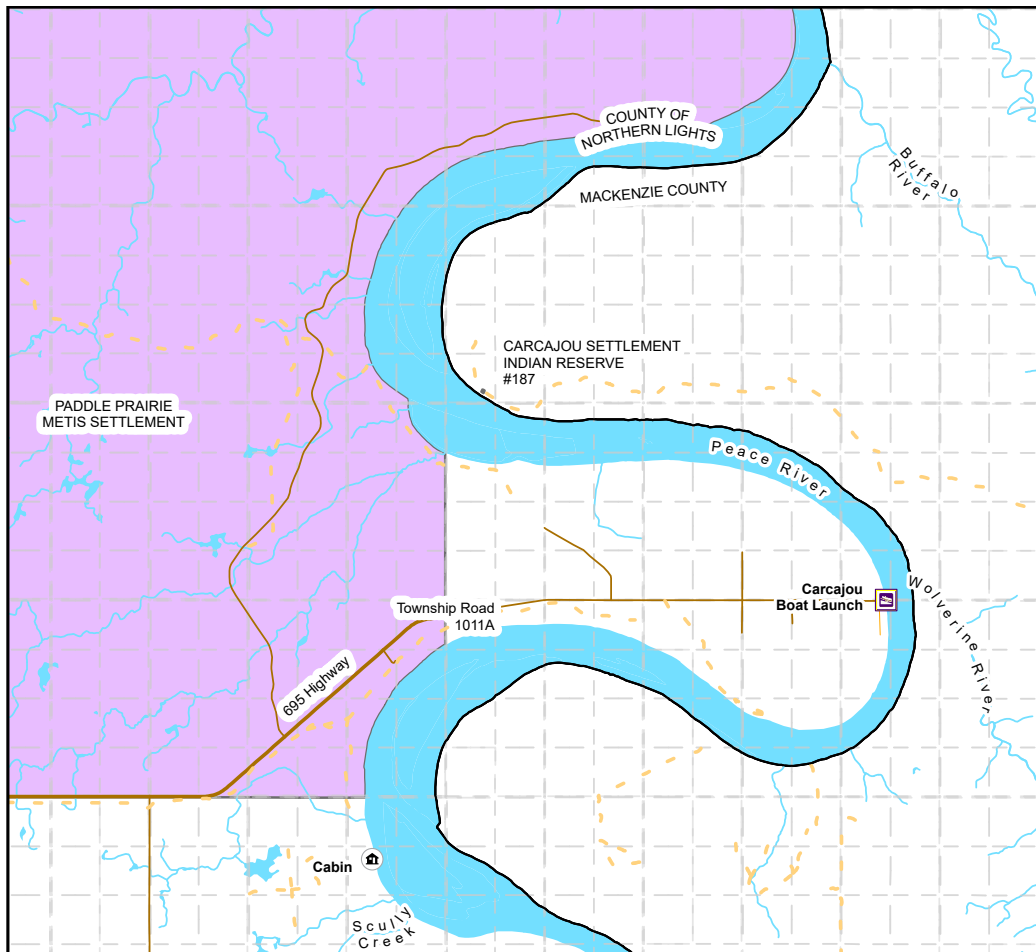 COUNTY OF
NORTHERN LIGHTS
MACKENZIE COUNTY
Buffalo
River
CARCAJOU SETTLEMENT
INDIAN RESERVE
#187
PADDLE PRAIRIE
METIS SETTLEMENT
Peace River
Carcajou
Boat Launch
Wolverine River
Township Road
1011A
695 Highway
Cabin
Scully
Creek